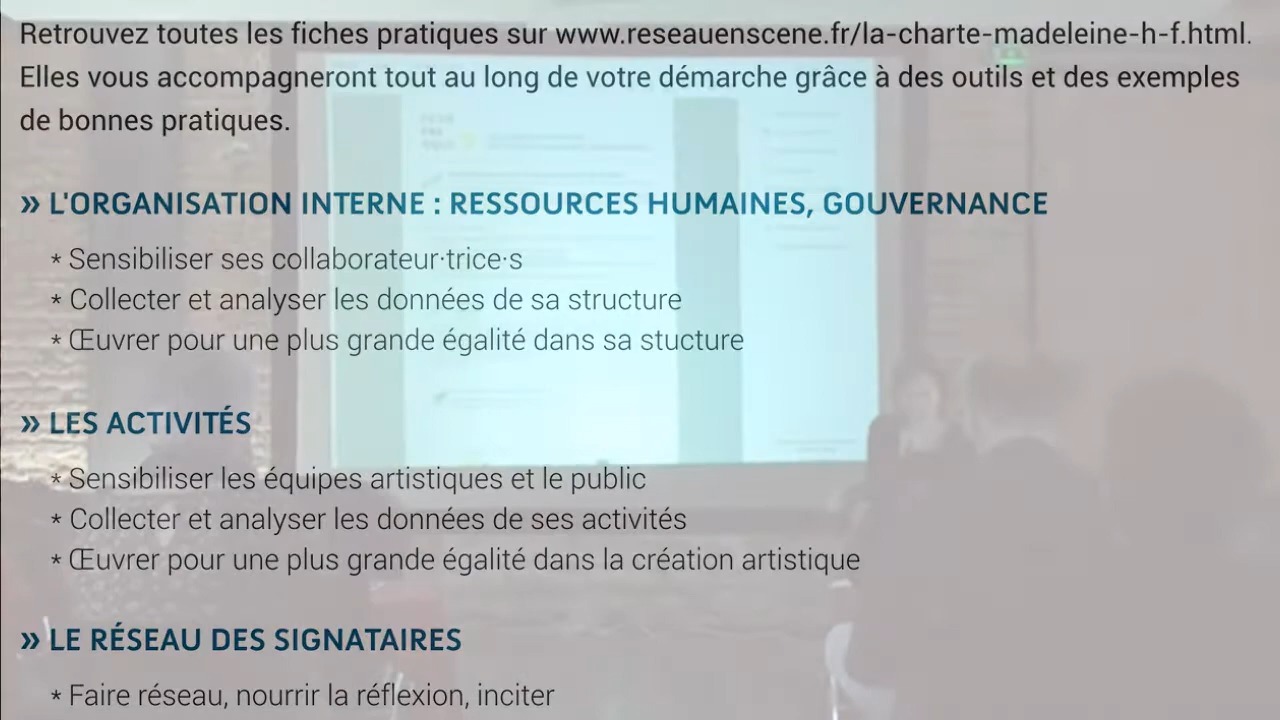 Retrouvez toutes les fiches pratiques sur www.reseauenscene.fr/la-charte-madeleine-h-f.html.
Elles vous accompagneront tout au long de votre démarche grâce à des outils et des exemples
de bonnes pratiques.
» L'ORGANISATION INTERNE : RESSOURCES HUMAINES, GOUVERNANCE
* Sensibiliser ses collaborateur·trice·s
* Collecter et analyser les données de sa structure
* Œuvrer pour une plus grande égalité dans sa stucture
» LES ACTIVITÉS
* Sensibiliser les équipes artistiques et le public
* Collecter et analyser les données de ses activités
* Œuvrer pour une plus grande égalité dans la création artistique
» LE RÉSEAU DES SIGNATAIRES
* Faire réseau, nourrir la réflexion, inciter